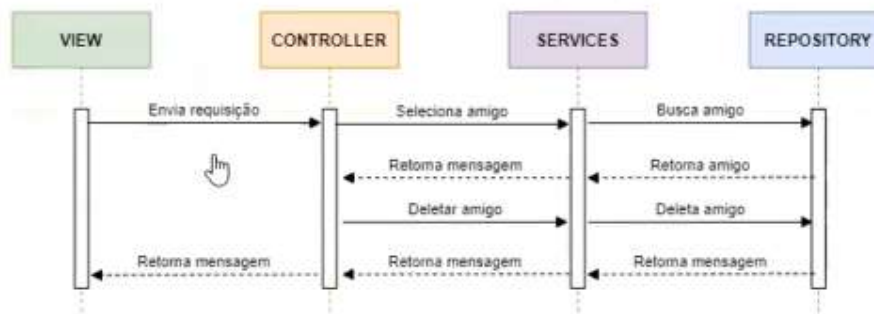 VIEW CONTROLLER SERVICES REPOSITORY
Envia requisição Seleciona amigo Busca amigo
Retorna mensagem Retorna amigo
Deletar amigo Deleta amigo
Retorna mensagem Retorna mensagem Retorna mensagem